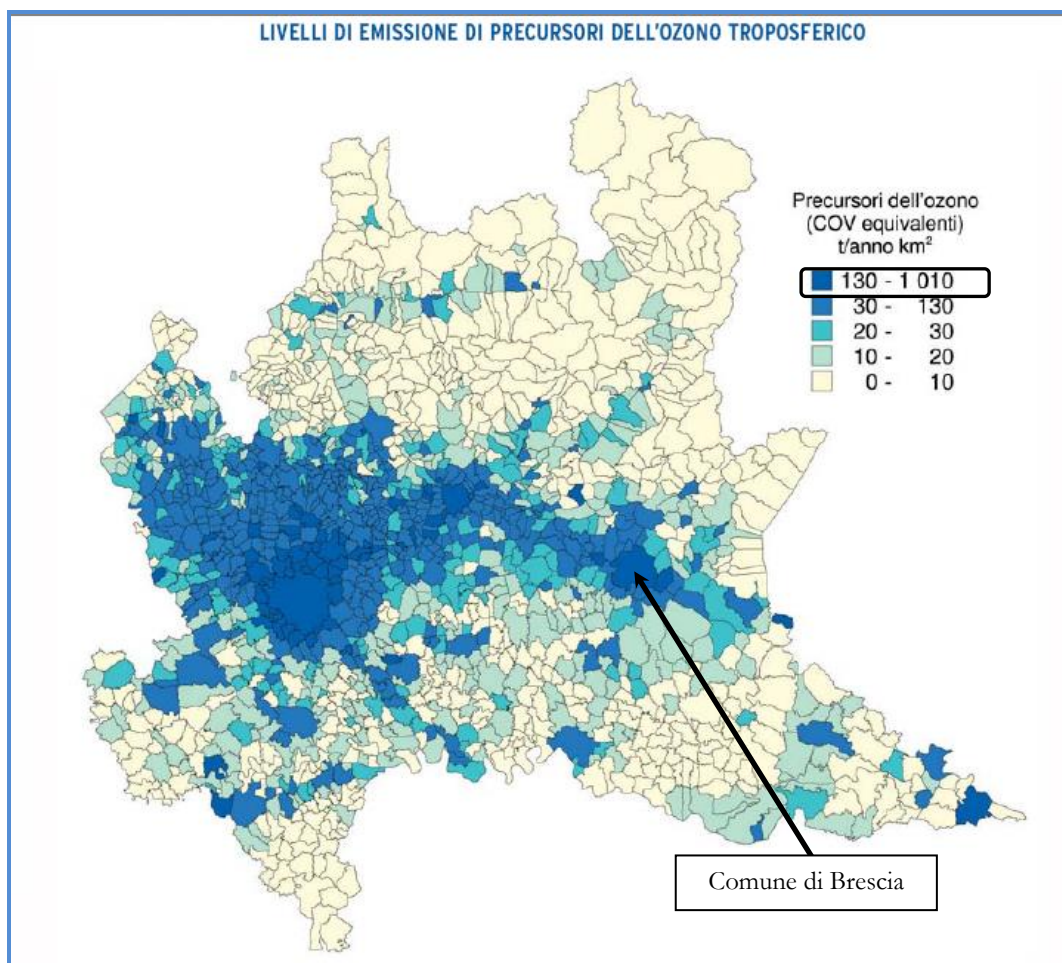 LIVELLI DI EMISSIONE DI PRECURSORI DELL'OZONO TROPOSFERICO
Precursori dell'ozono
(COV equivalenti)
t/anno km²
130 - 1 010
30 - 130
20 - 30
10 - 20
0 - 10
Comune di Brescia